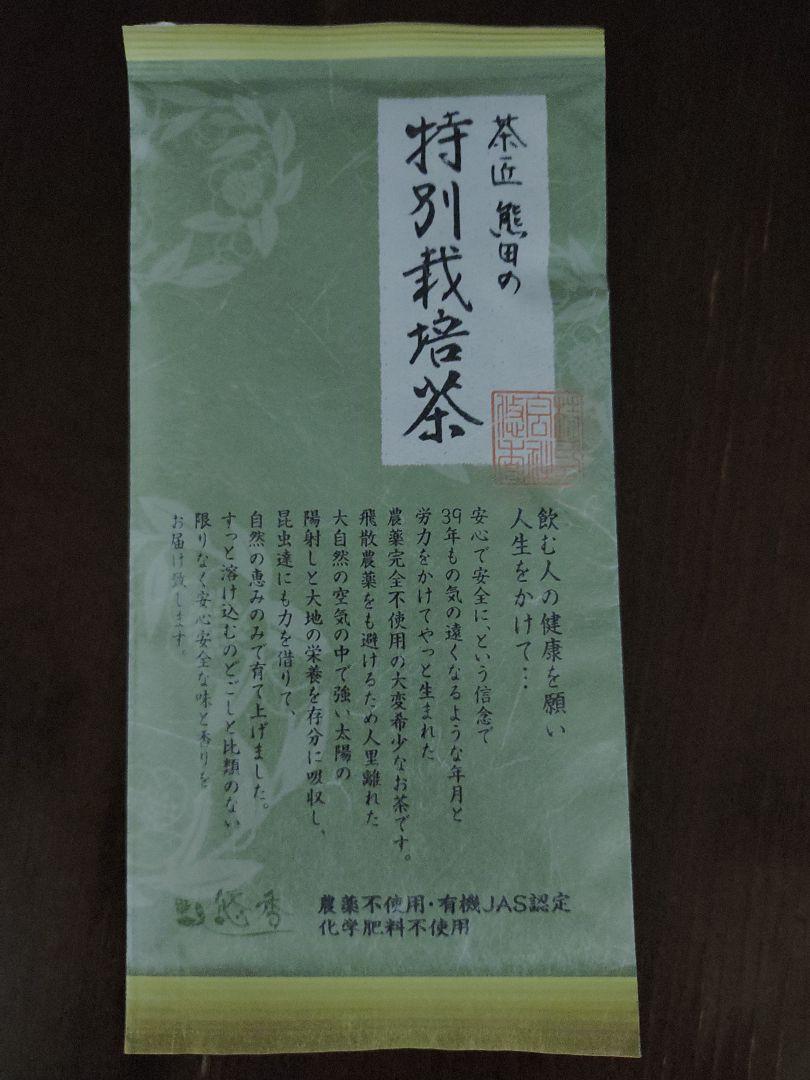 茶匠 熊田の
特別栽培茶
飲む人の健康を願い
人生をかけて…
安心で安全に、という信念で
39年もの気の遠くなるような年月と
労力をかけてやっと生まれた
農薬完全不使用の大変希少なお茶です。
飛散農薬をも避けるため人里離れた
大自然の空気の中で強い太陽の
陽射しと大地の栄養を存分に吸収し、
昆虫達にも力を借りて、
自然の恵みのみで育て上げました。
すっと溶け込むのどごしと比類のない
限りなく安心安全な味と香りを
お届け致します。
悠香
農薬不使用・有機JAS認定
化学肥料不使用